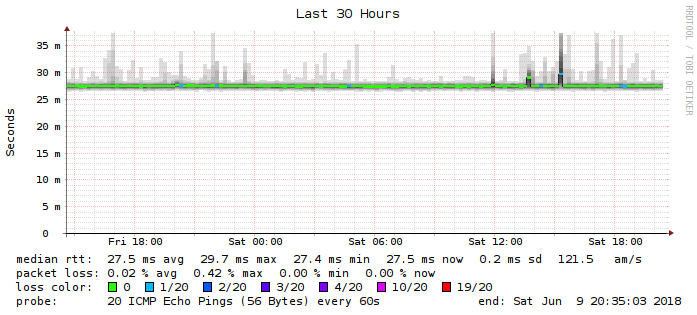 Last 30 Hours
RRDTOOL / TOBI OETIKER
Seconds
35 m
30 m
25 m
20 m
15 m
10 m
5 m
0
Fri 18:00 Sat 00:00 Sat 06:00 Sat 12:00 Sat 18:00
median rtt: 27.5 ms avg 29.7 ms max 27.4 ms min 27.5 ms now 0.2 ms sd 121.5 am/s
packet loss: 0.02 % avg 0.42 % max 0.00 % min 0.00 % now
loss color: 0 1/20 2/20 3/20 4/20 10/20 19/20
probe: 20 ICMP Echo Pings (56 Bytes) every 60s end: Sat Jun 9 20:35:03 2018